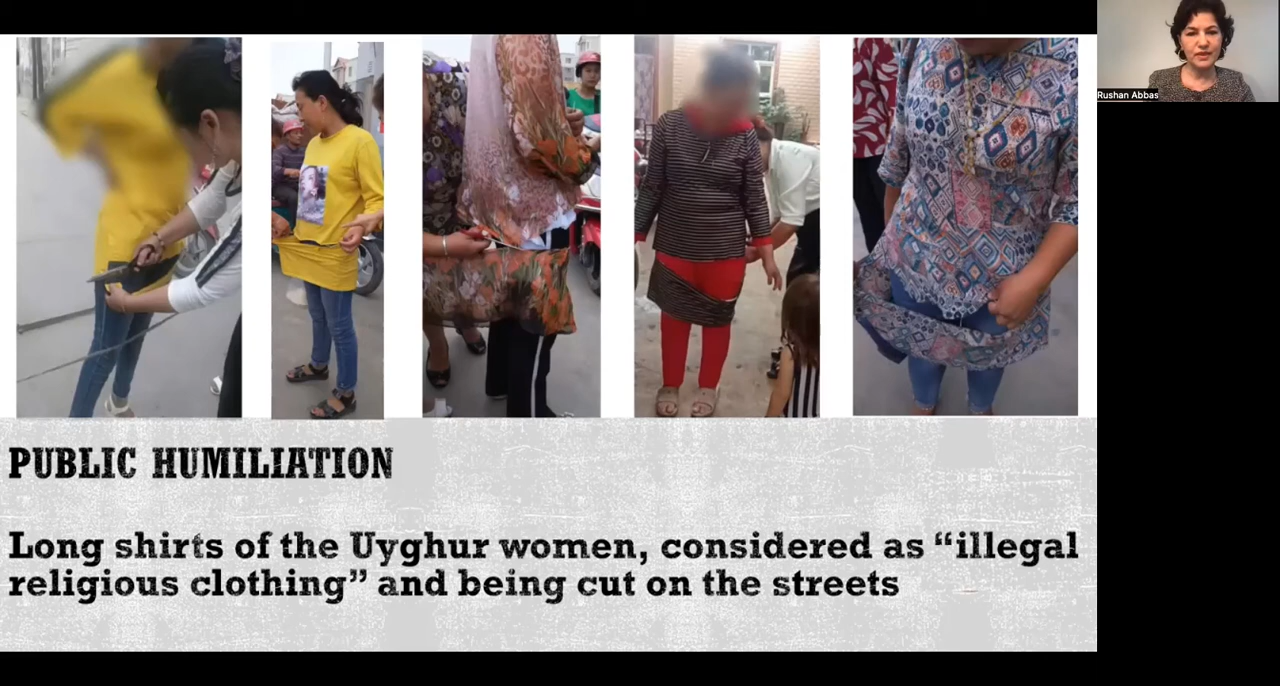 Rushan Abbas
PUBLIC HUMILIATION
Long shirts of the Uyghur women, considered as “illegal
religious clothing” and being cut on the streets